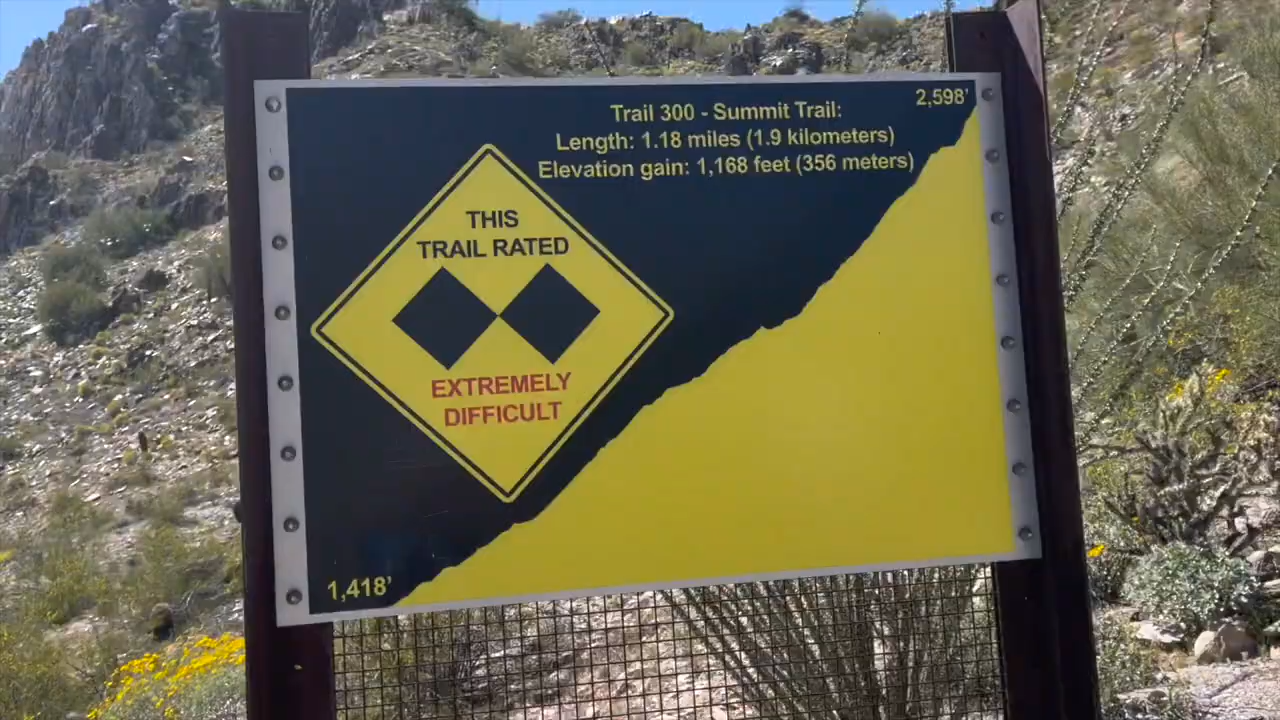 Trail 300 - Summit Trail:
Length: 1.18 miles (1.9 kilometers)
Elevation gain: 1,168 feet (356 meters)
2,598’
THIS
TRAIL RATED
EXTREMELY
DIFFICULT
1,418’